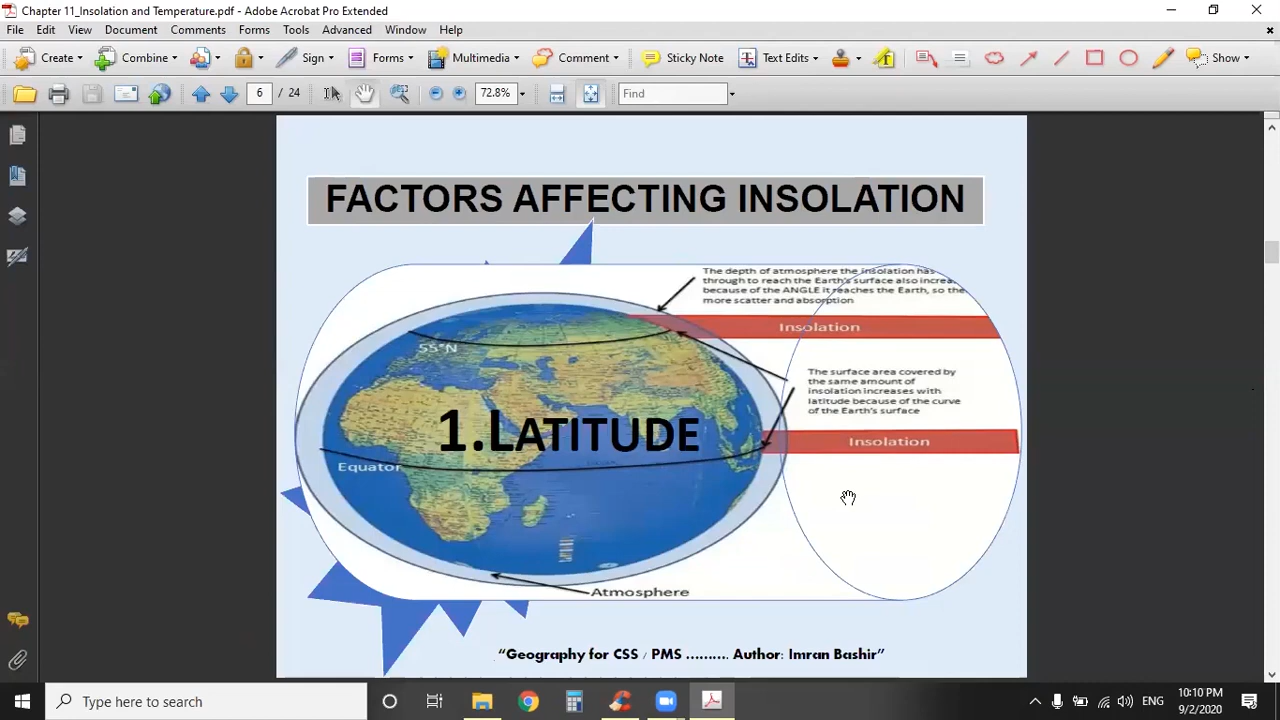 Chapter 11_Insolation and Temperature.pdf - Adobe Acrobat Pro Extended
File Edit View Document Comments Forms Tools Advanced Window Help
Create Combine Sign Forms Multimedia Comment Sticky Note Text Edits Show
6 / 24 72.8% Find
FACTORS AFFECTING INSOLATION
The depth of atmosphere the insolation has
through to reach the Earth's surface also increa
because of the ANGLE it reaches the Earth, so the
more scatter and absorption
Insolation
55°N
The surface area covered by
the same amount of
insolation increases with
latitude because of the curve
of the Earth's surface
1.LATITUDE
Insolation
Equator
Atmosphere
"Geography for CSS / PMS ......... Author: Imran Bashir"
Type here to search
ENG
10:10 PM
9/2/2020